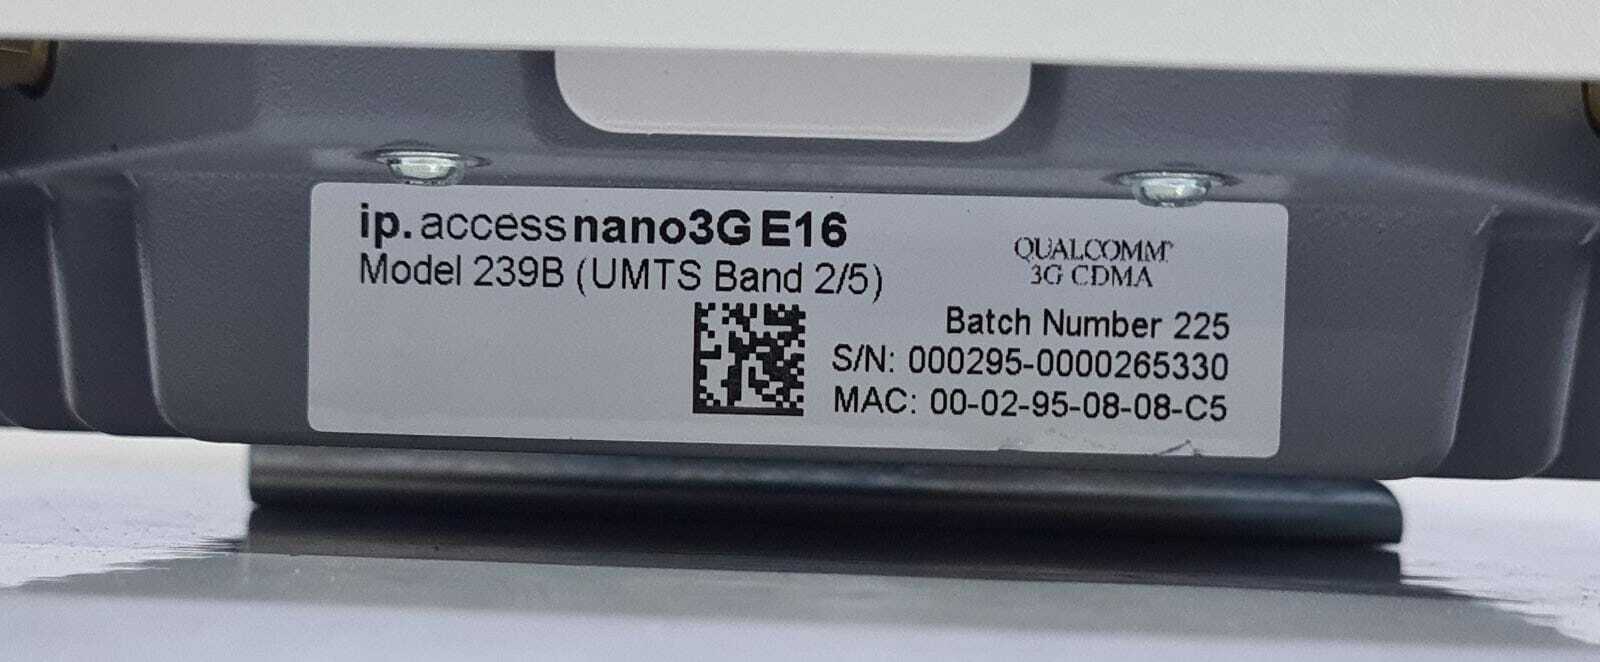 ip.access nano3G E16
Model 239B (UMTS Band 2/5)
QUALCOMM®
3G CDMA
Batch Number 225
S/N: 000295-0000265330
MAC: 00-02-95-08-08-C5